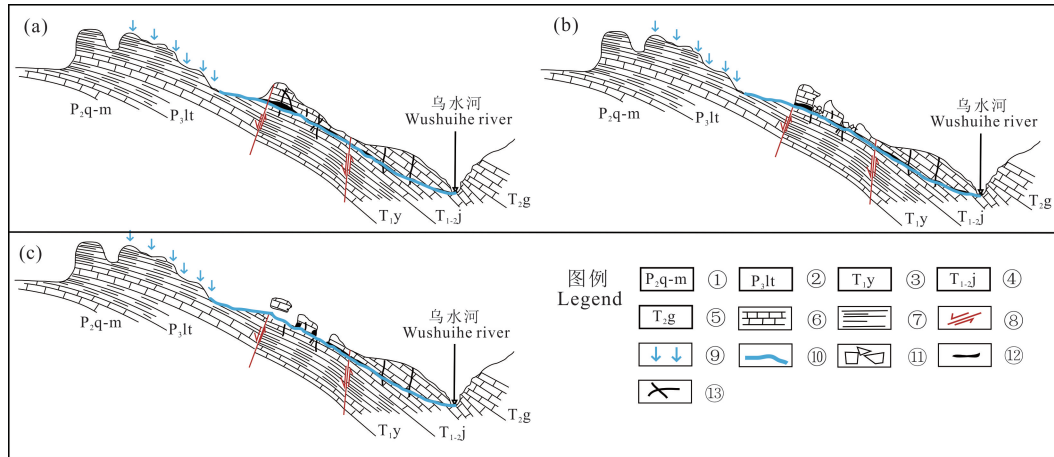 (a)
乌水河
Wushuihe river
P₂q-m
P₃lt
T₁y
T₁₋₂j
T₂g
(b)
乌水河
Wushuihe river
P₂q-m
P₃lt
T₁y
T₁₋₂j
T₂g
(c)
乌水河
Wushuihe river
P₂q-m
P₃lt
T₁y
T₁₋₂j
T₂g
图例
Legend
P₂q-m ① P₃lt ② T₁y ③ T₁₋₂j ④
T₂g ⑤ ⑥ ⑦ ⑧
⑨ ⑩ ⑪ ⑫
⑬